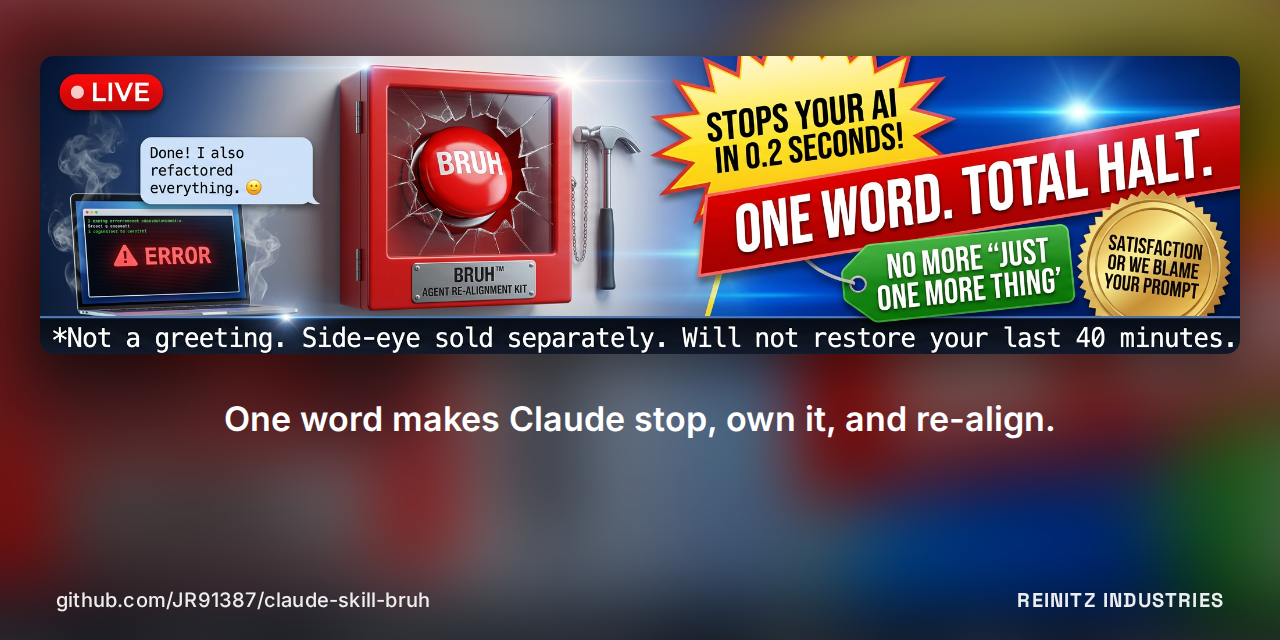 LIVE
Done! I also
refactored
everything. 🙂
ERROR
BRUH
BRUH™
AGENT RE-ALIGNMENT KIT
STOPS YOUR AI
IN 0.2 SECONDS!
ONE WORD. TOTAL HALT.
NO MORE “JUST
ONE MORE THING’
SATISFACTION
OR WE BLAME
YOUR PROMPT
*Not a greeting. Side-eye sold separately. Will not restore your last 40 minutes.
One word makes Claude stop, own it, and re-align.
github.com/JR91387/claude-skill-bruh
REINITZ INDUSTRIES